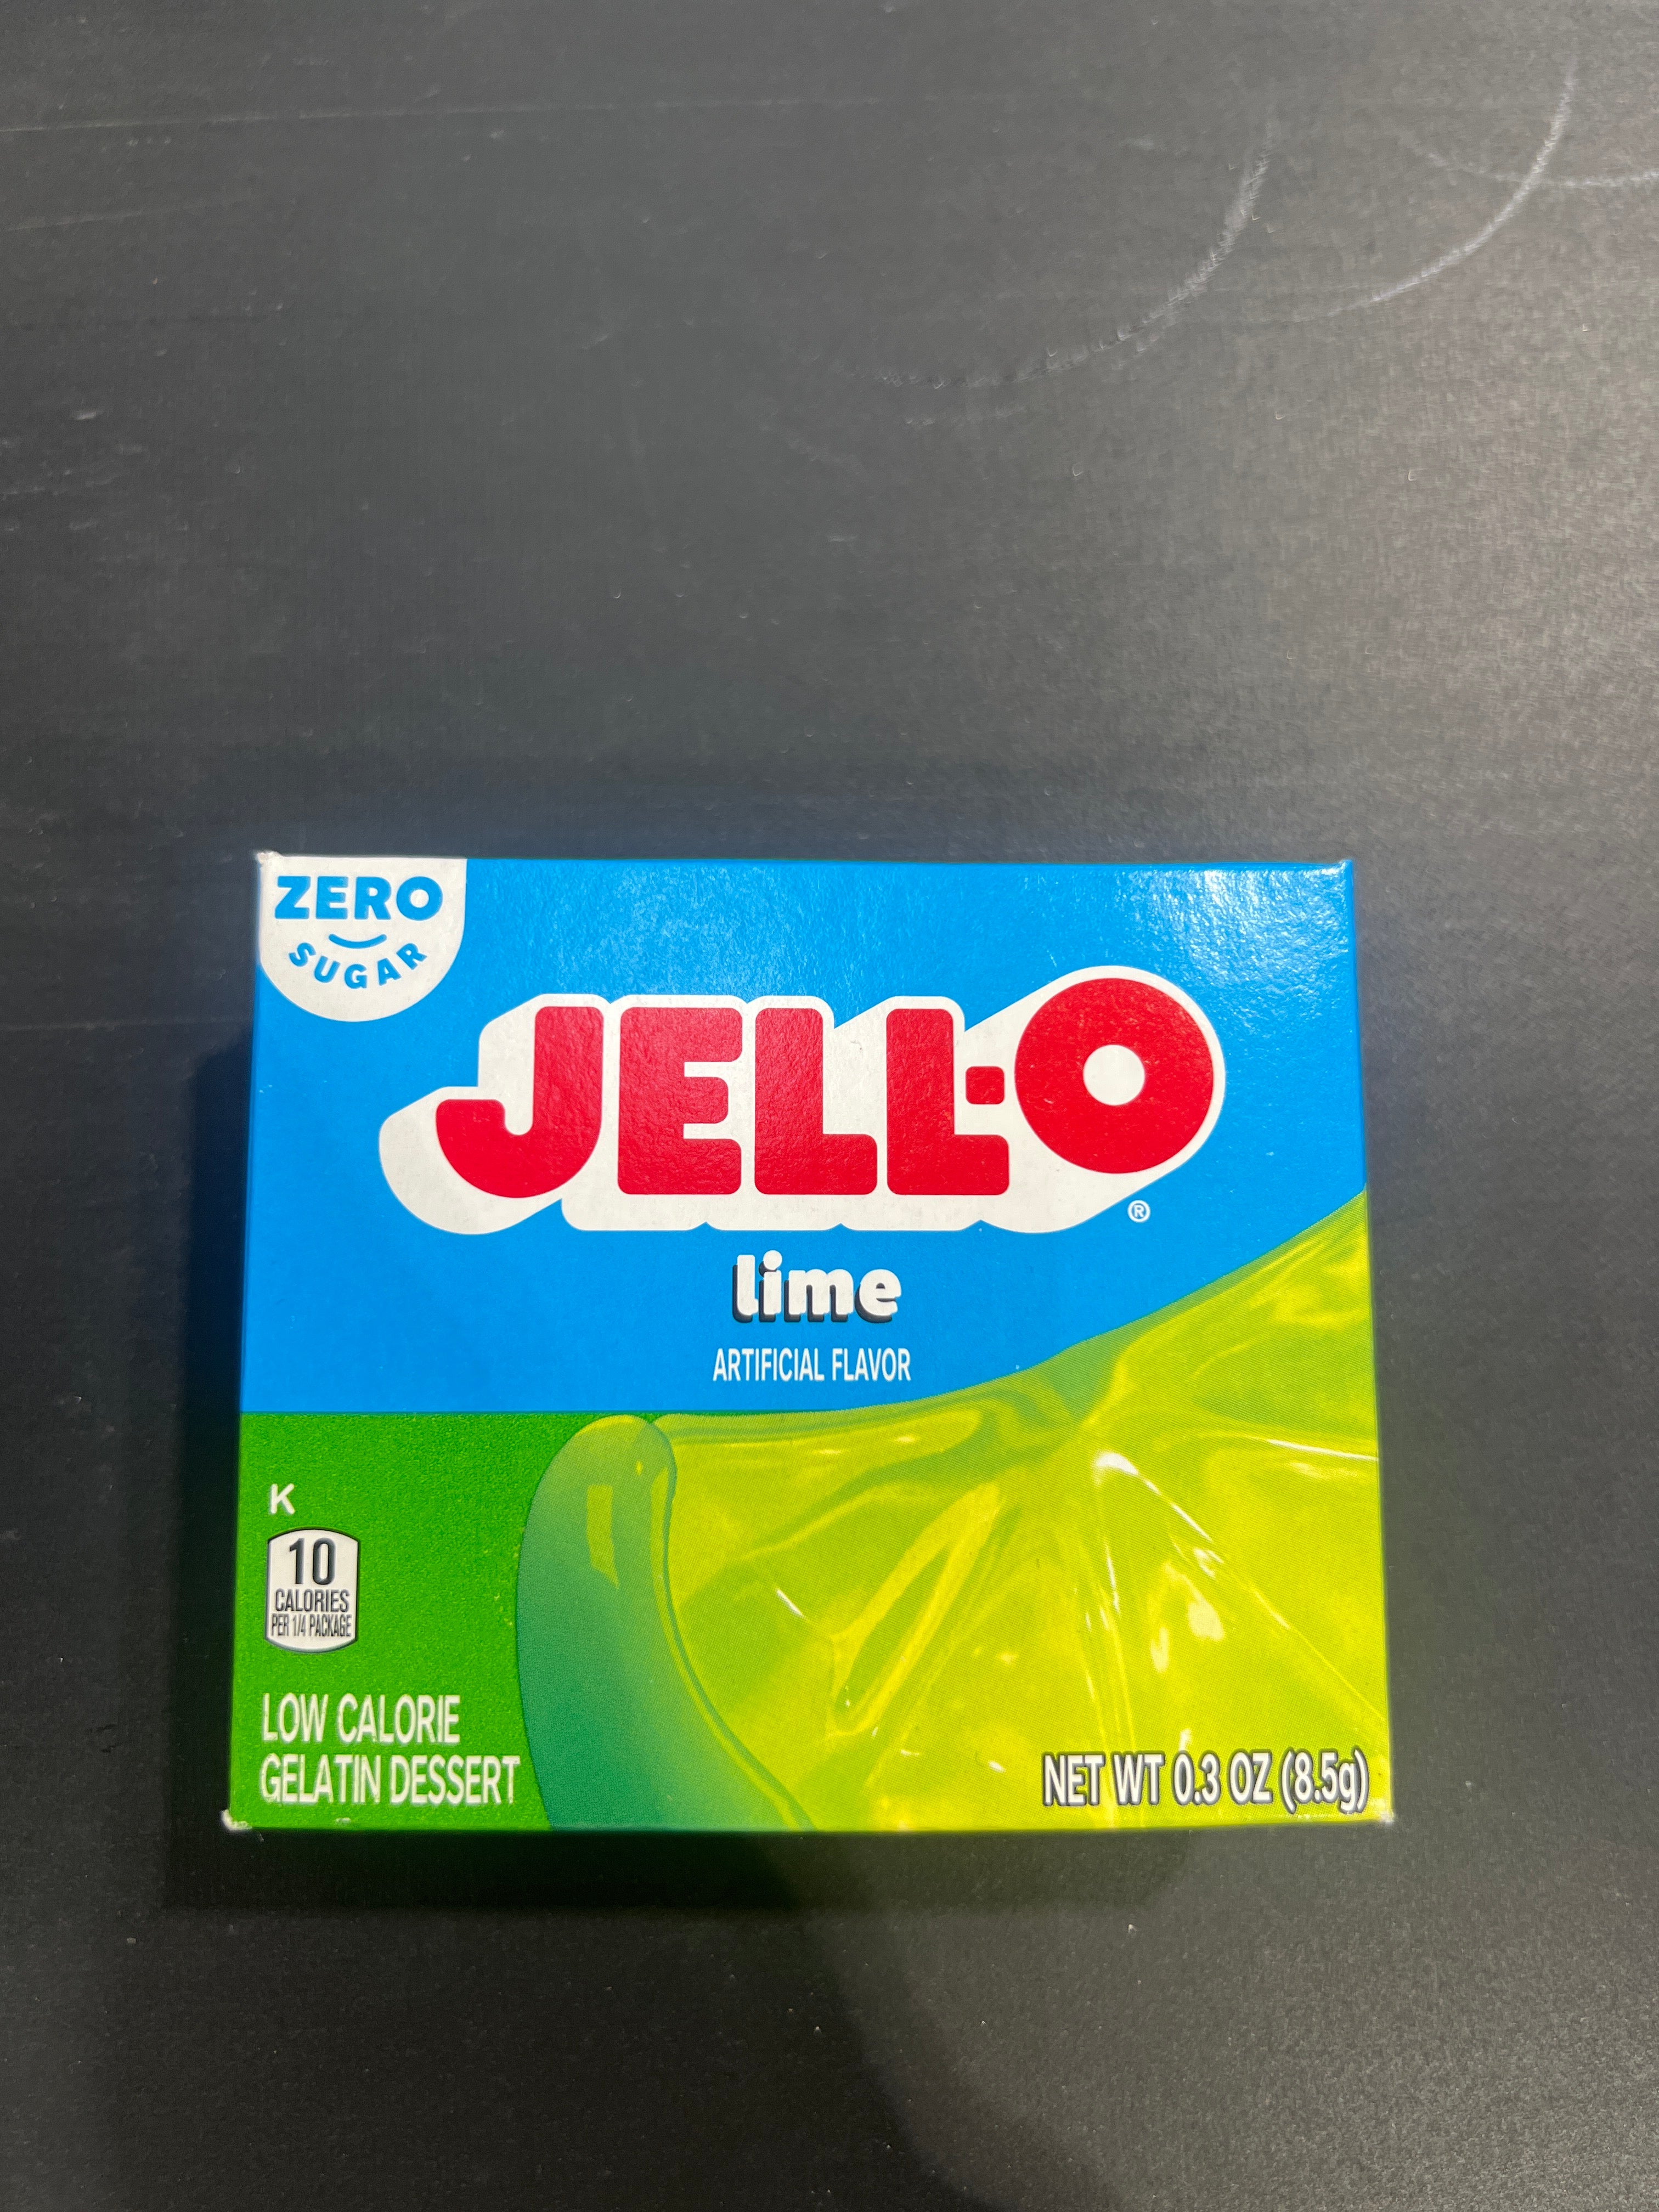 ZERO
SUGAR
JELL-O®
lime
ARTIFICIAL FLAVOR
K
10
CALORIES
PER 1/4 PACKAGE
LOW CALORIE
GELATIN DESSERT
NET WT 0.3 OZ (8.5g)